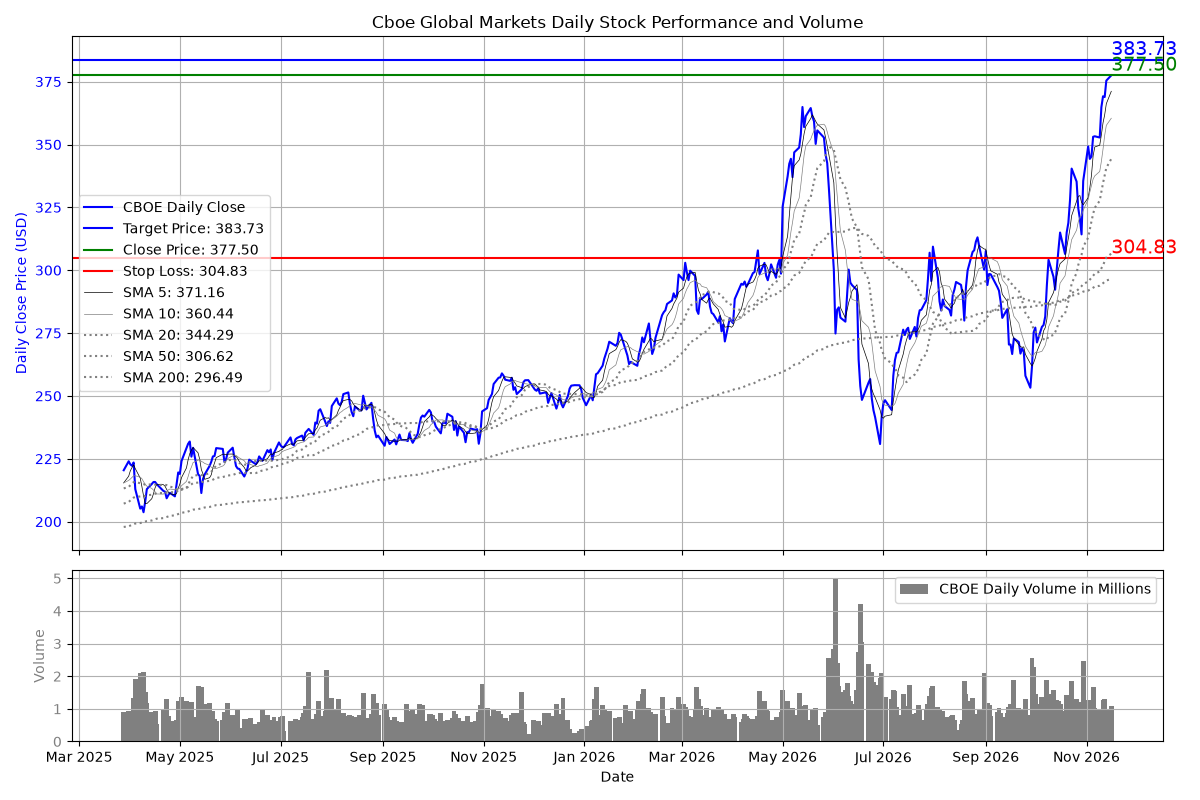 Cboe Global Markets Daily Stock Performance and Volume
383.73
377.50
375
350
325
300
275
250
225
200
Daily Close Price (USD)
304.83
CBOE Daily Close
Target Price: 383.73
Close Price: 377.50
Stop Loss: 304.83
SMA 5: 371.16
SMA 10: 360.44
SMA 20: 344.29
SMA 50: 306.62
SMA 200: 296.49
5
4
3
2
1
0
Volume
CBOE Daily Volume in Millions
Mar 2025 May 2025 Jul 2025 Sep 2025 Nov 2025 Jan 2026 Mar 2026 May 2026 Jul 2026 Sep 2026 Nov 2026
Date